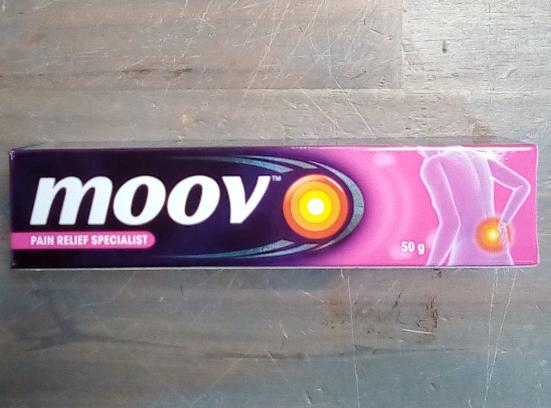 moov™
PAIN RELIEF SPECIALIST
50 g